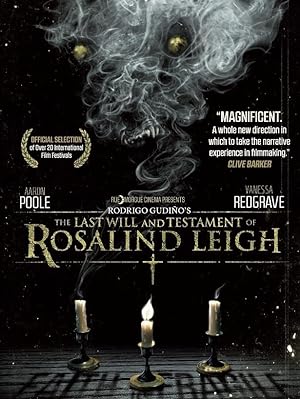 OFFICIAL SELECTION
of Over 20 International
Film Festivals
"MAGNIFICENT.
A whole new direction in
which to take the narrative
experience in filmmaking."
CLIVE BARKER
AARON
POOLE
VANESSA
REDGRAVE
RUE MORGUE CINEMA PRESENTS
RODRIGO GUDIÑO'S
THE LAST WILL AND TESTAMENT OF
ROSALIND LEIGH